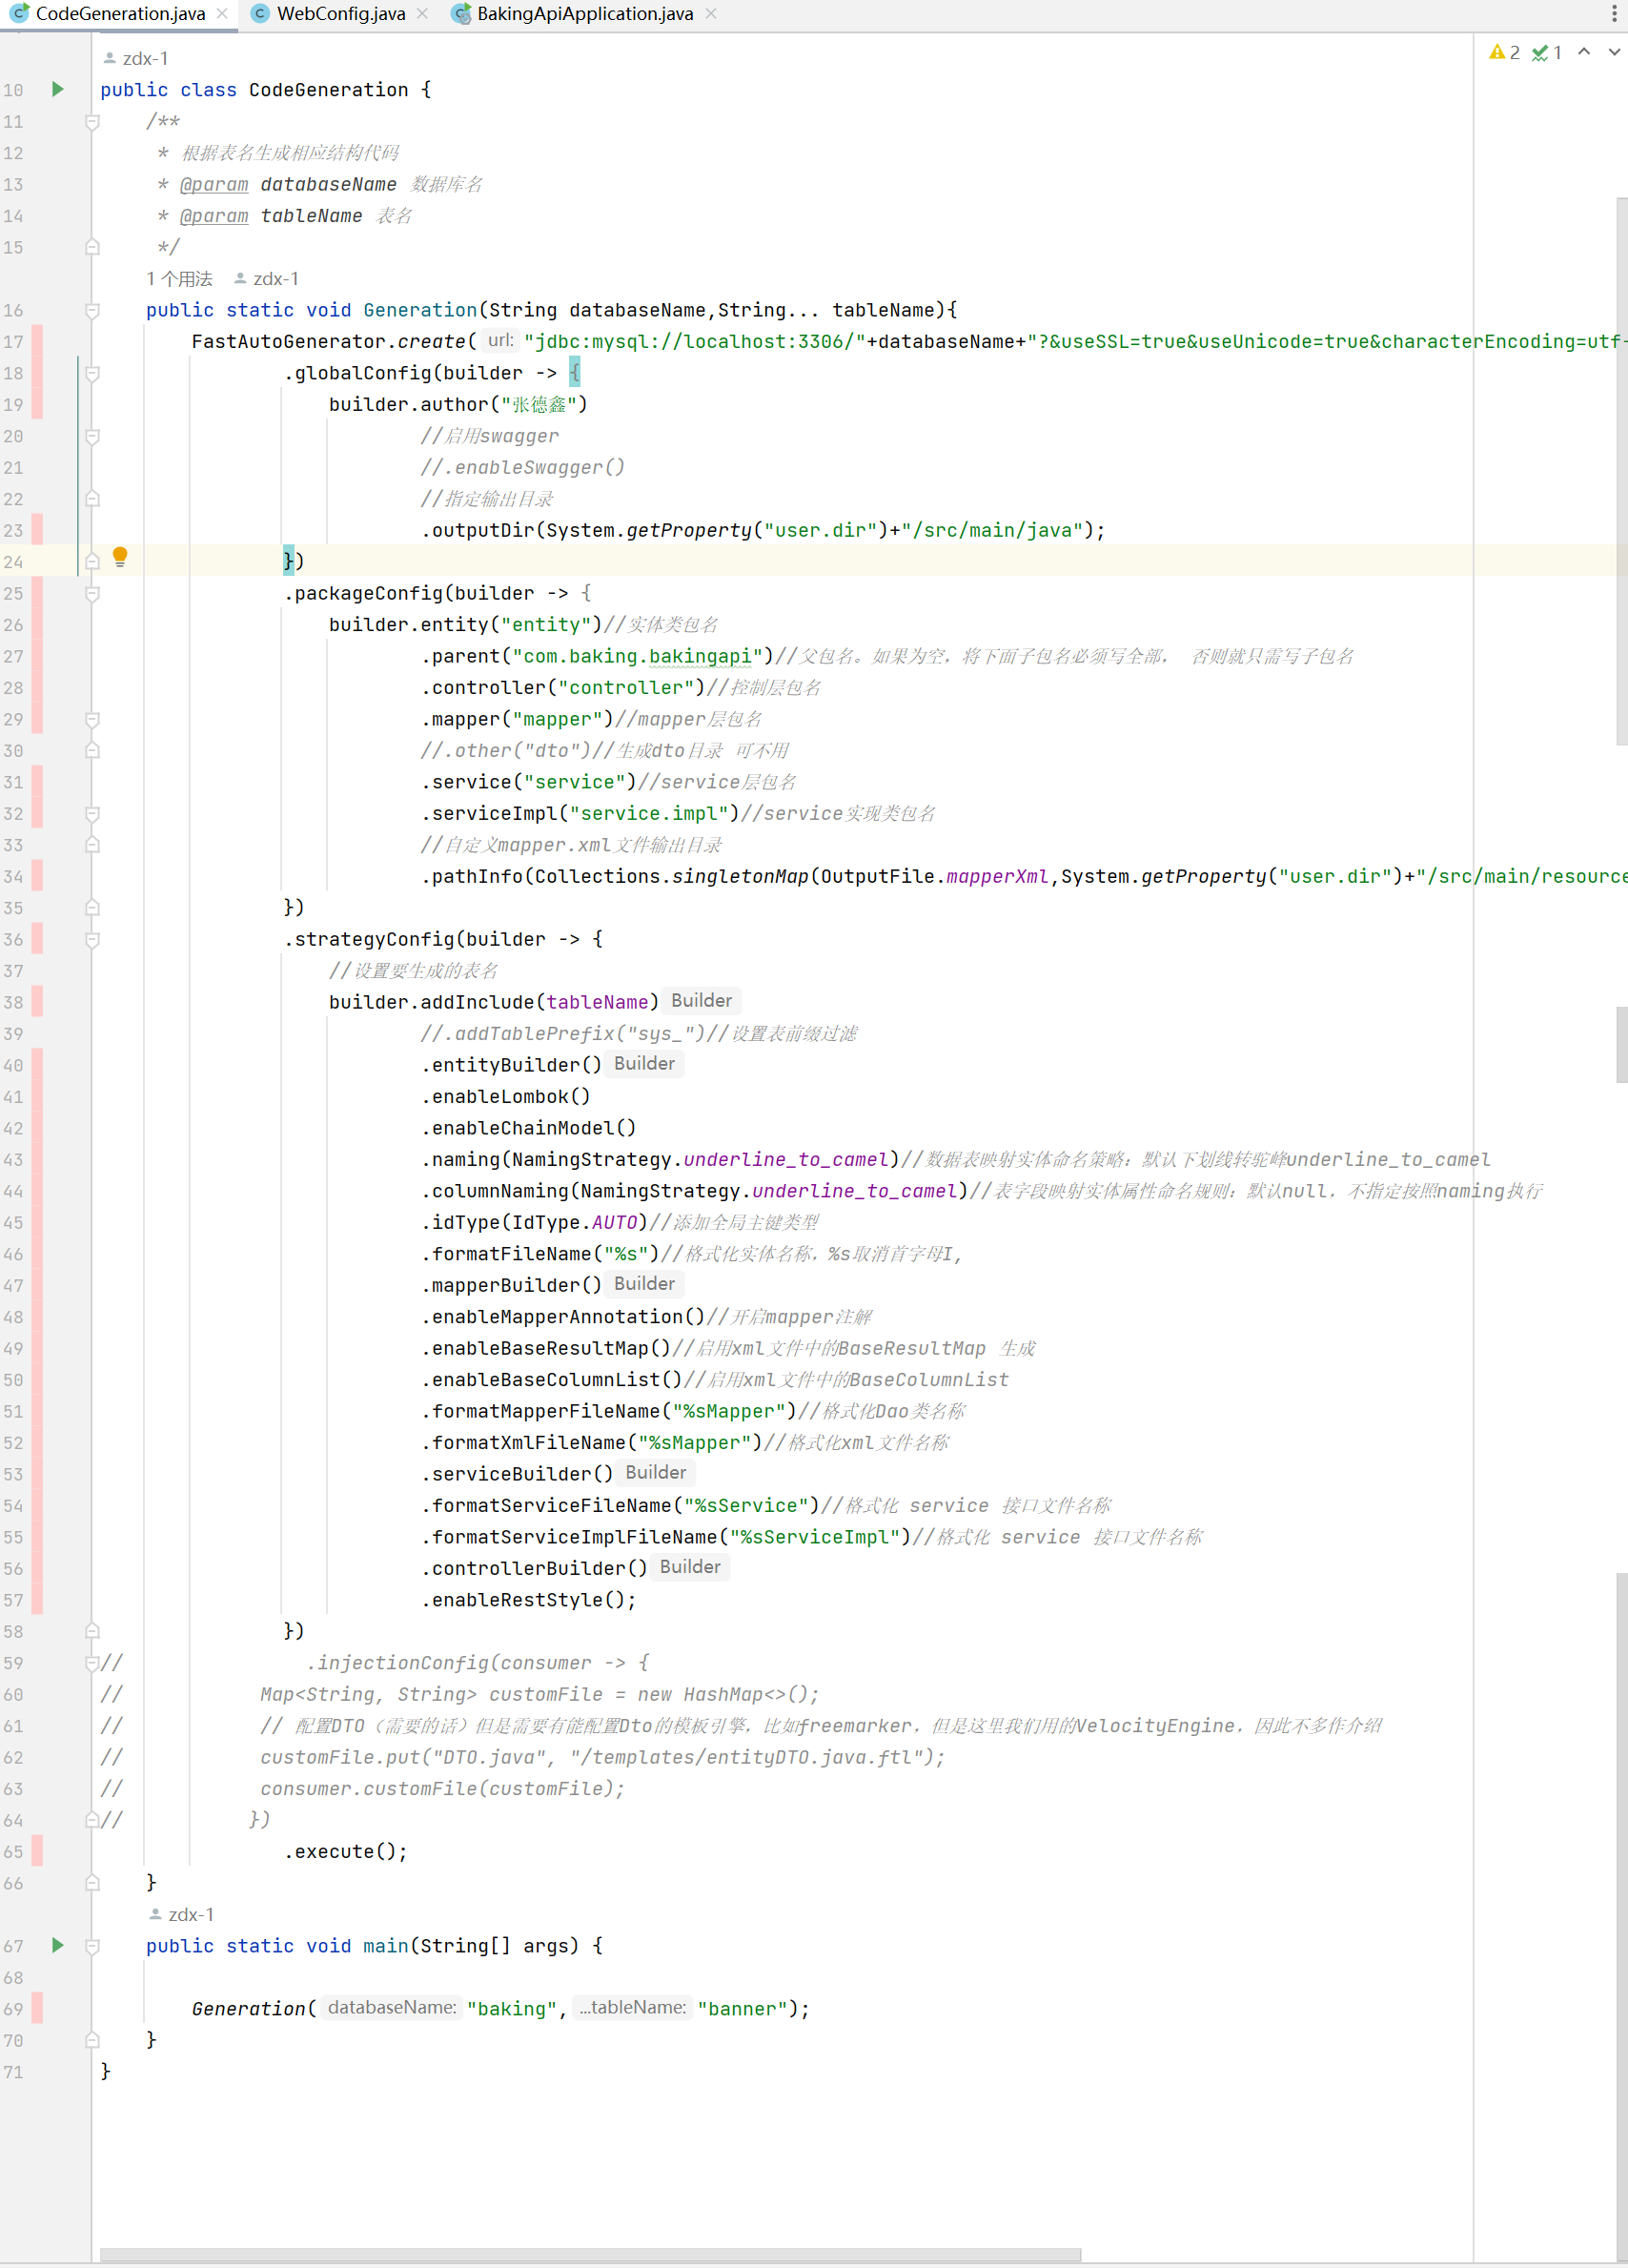 CodeGeneration.java × WebConfig.java × BakingApiApplication.java ×
zdx-1 2 1
10 public class CodeGeneration {
11 /**
12 * 根据表名生成相应结构代码
13 * @param databaseName 数据库名
14 * @param tableName 表名
15 */
1 个用法 zdx-1
16 public static void Generation(String databaseName,String... tableName){
17 FastAutoGenerator.create( url: "jdbc:mysql://localhost:3306/"+databaseName+"?&useSSL=true&useUnicode=true&characterEncoding=utf-
18 .globalConfig(builder -> {
19 builder.author("张德鑫")
20 //启用swagger
21 //.enableSwagger()
22 //指定输出目录
23 .outputDir(System.getProperty("user.dir")+"/src/main/java");
24 })
25 .packageConfig(builder -> {
26 builder.entity("entity")//实体类包名
27 .parent("com.baking.bakingapi")//父包名。如果为空，将下面子包名必须写全部， 否则就只需写子包名
28 .controller("controller")//控制层包名
29 .mapper("mapper")//mapper层包名
30 //.other("dto")//生成dto目录 可不用
31 .service("service")//service层包名
32 .serviceImpl("service.impl")//service实现类包名
33 //自定义mapper.xml文件输出目录
34 .pathInfo(Collections.singletonMap(OutputFile.mapperXml,System.getProperty("user.dir")+"/src/main/resource
35 })
36 .strategyConfig(builder -> {
37 //设置要生成的表名
38 builder.addInclude(tableName) Builder
39 //.addTablePrefix("sys_")//设置表前缀过滤
40 .entityBuilder() Builder
41 .enableLombok()
42 .enableChainModel()
43 .naming(NamingStrategy.underline_to_camel)//数据表映射实体命名策略：默认下划线转驼峰underline_to_camel
44 .columnNaming(NamingStrategy.underline_to_camel)//表字段映射实体属性命名规则：默认null，不指定按照naming执行
45 .idType(IdType.AUTO)//添加全局主键类型
46 .formatFileName("%s")//格式化实体名称，%s取消首字母I,
47 .mapperBuilder() Builder
48 .enableMapperAnnotation()//开启mapper注解
49 .enableBaseResultMap()//启用xml文件中的BaseResultMap 生成
50 .enableBaseColumnList()//启用xml文件中的BaseColumnList
51 .formatMapperFileName("%sMapper")//格式化Dao类名称
52 .formatXmlFileName("%sMapper")//格式化xml文件名称
53 .serviceBuilder() Builder
54 .formatServiceFileName("%sService")//格式化 service 接口文件名称
55 .formatServiceImplFileName("%sServiceImpl")//格式化 service 接口文件名称
56 .controllerBuilder() Builder
57 .enableRestStyle();
58 })
59 // .injectionConfig(consumer -> {
60 // Map<String, String> customFile = new HashMap<>();
61 // // 配置DTO（需要的话）但是需要有能配置Dto的模板引擎，比如freemarker，但是这里我们用的VelocityEngine，因此不多作介绍
62 // customFile.put("DTO.java", "/templates/entityDTO.java.ftl");
63 // consumer.customFile(customFile);
64 // })
65 .execute();
66 }
zdx-1
67 public static void main(String[] args) {
68
69 Generation( databaseName: "baking", ...tableName: "banner");
70 }
71 }